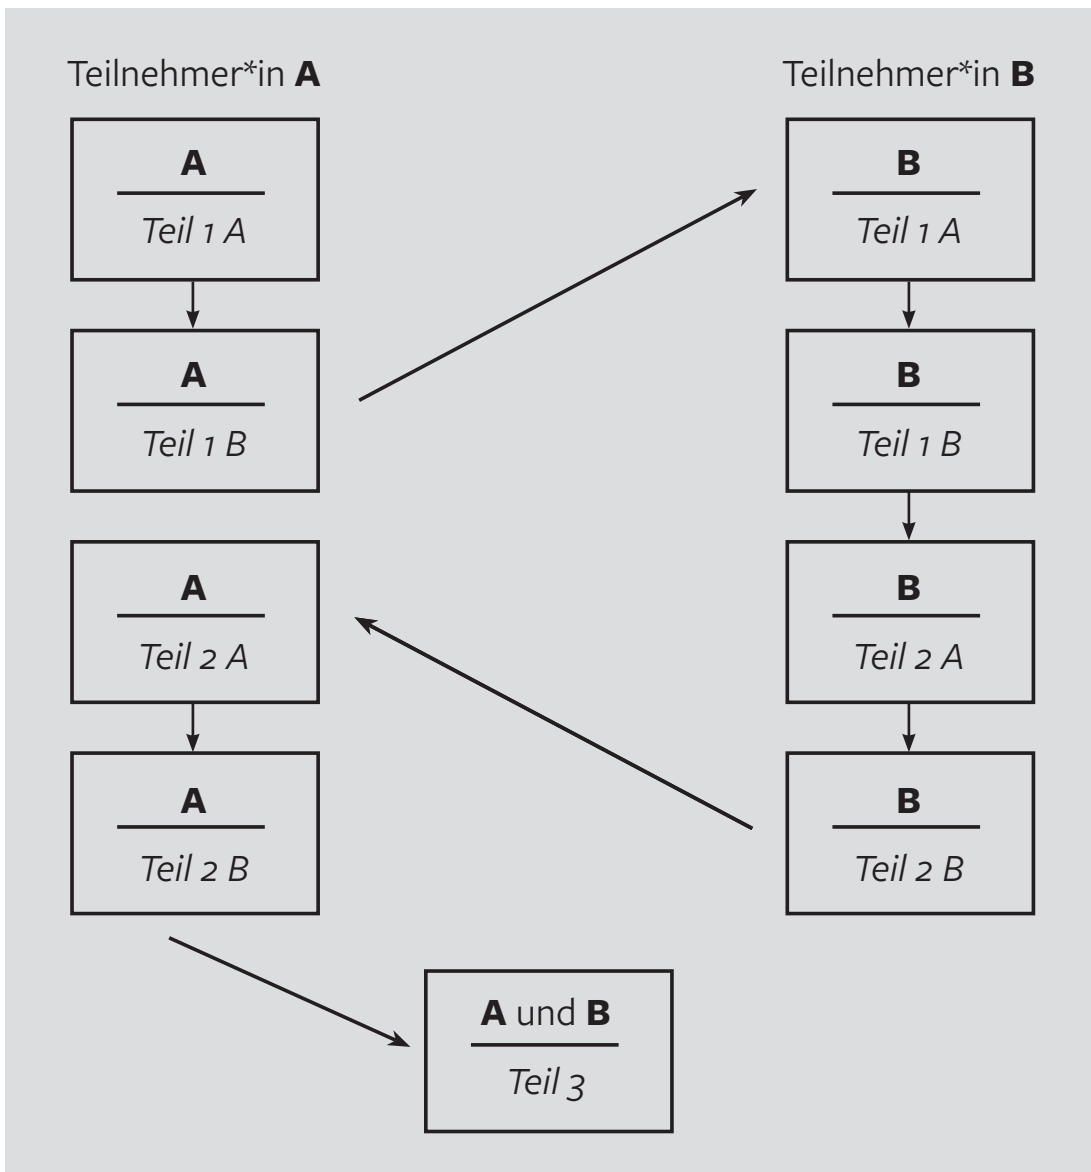 Teilnehmer*in A
A
Teil 1 A
A
Teil 1 B
A
Teil 2 A
A
Teil 2 B
Teilnehmer*in B
B
Teil 1 A
B
Teil 1 B
B
Teil 2 A
B
Teil 2 B
A und B
Teil 3